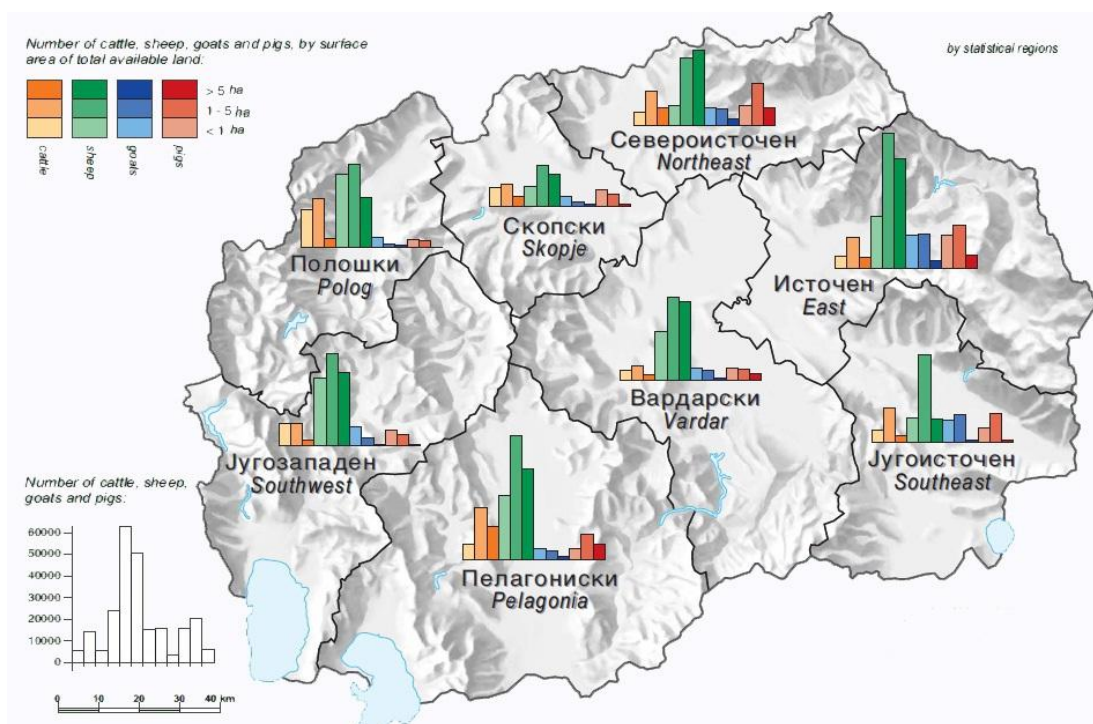 Number of cattle, sheep, goats and pigs, by surface
area of total available land:
by statistical regions
> 5 ha
1 - 5 ha
< 1 ha
cattle
sheep
goats
pigs
Североисточен
Northeast
Скопски
Skopje
Полошки
Polog
Источен
East
Вардарски
Vardar
Југозападен
Southwest
Југоисточен
Southeast
Пелагониски
Pelagonia
Number of cattle, sheep,
goats and pigs:
60000
50000
40000
30000
20000
10000
0
0 10 20 30 40 km